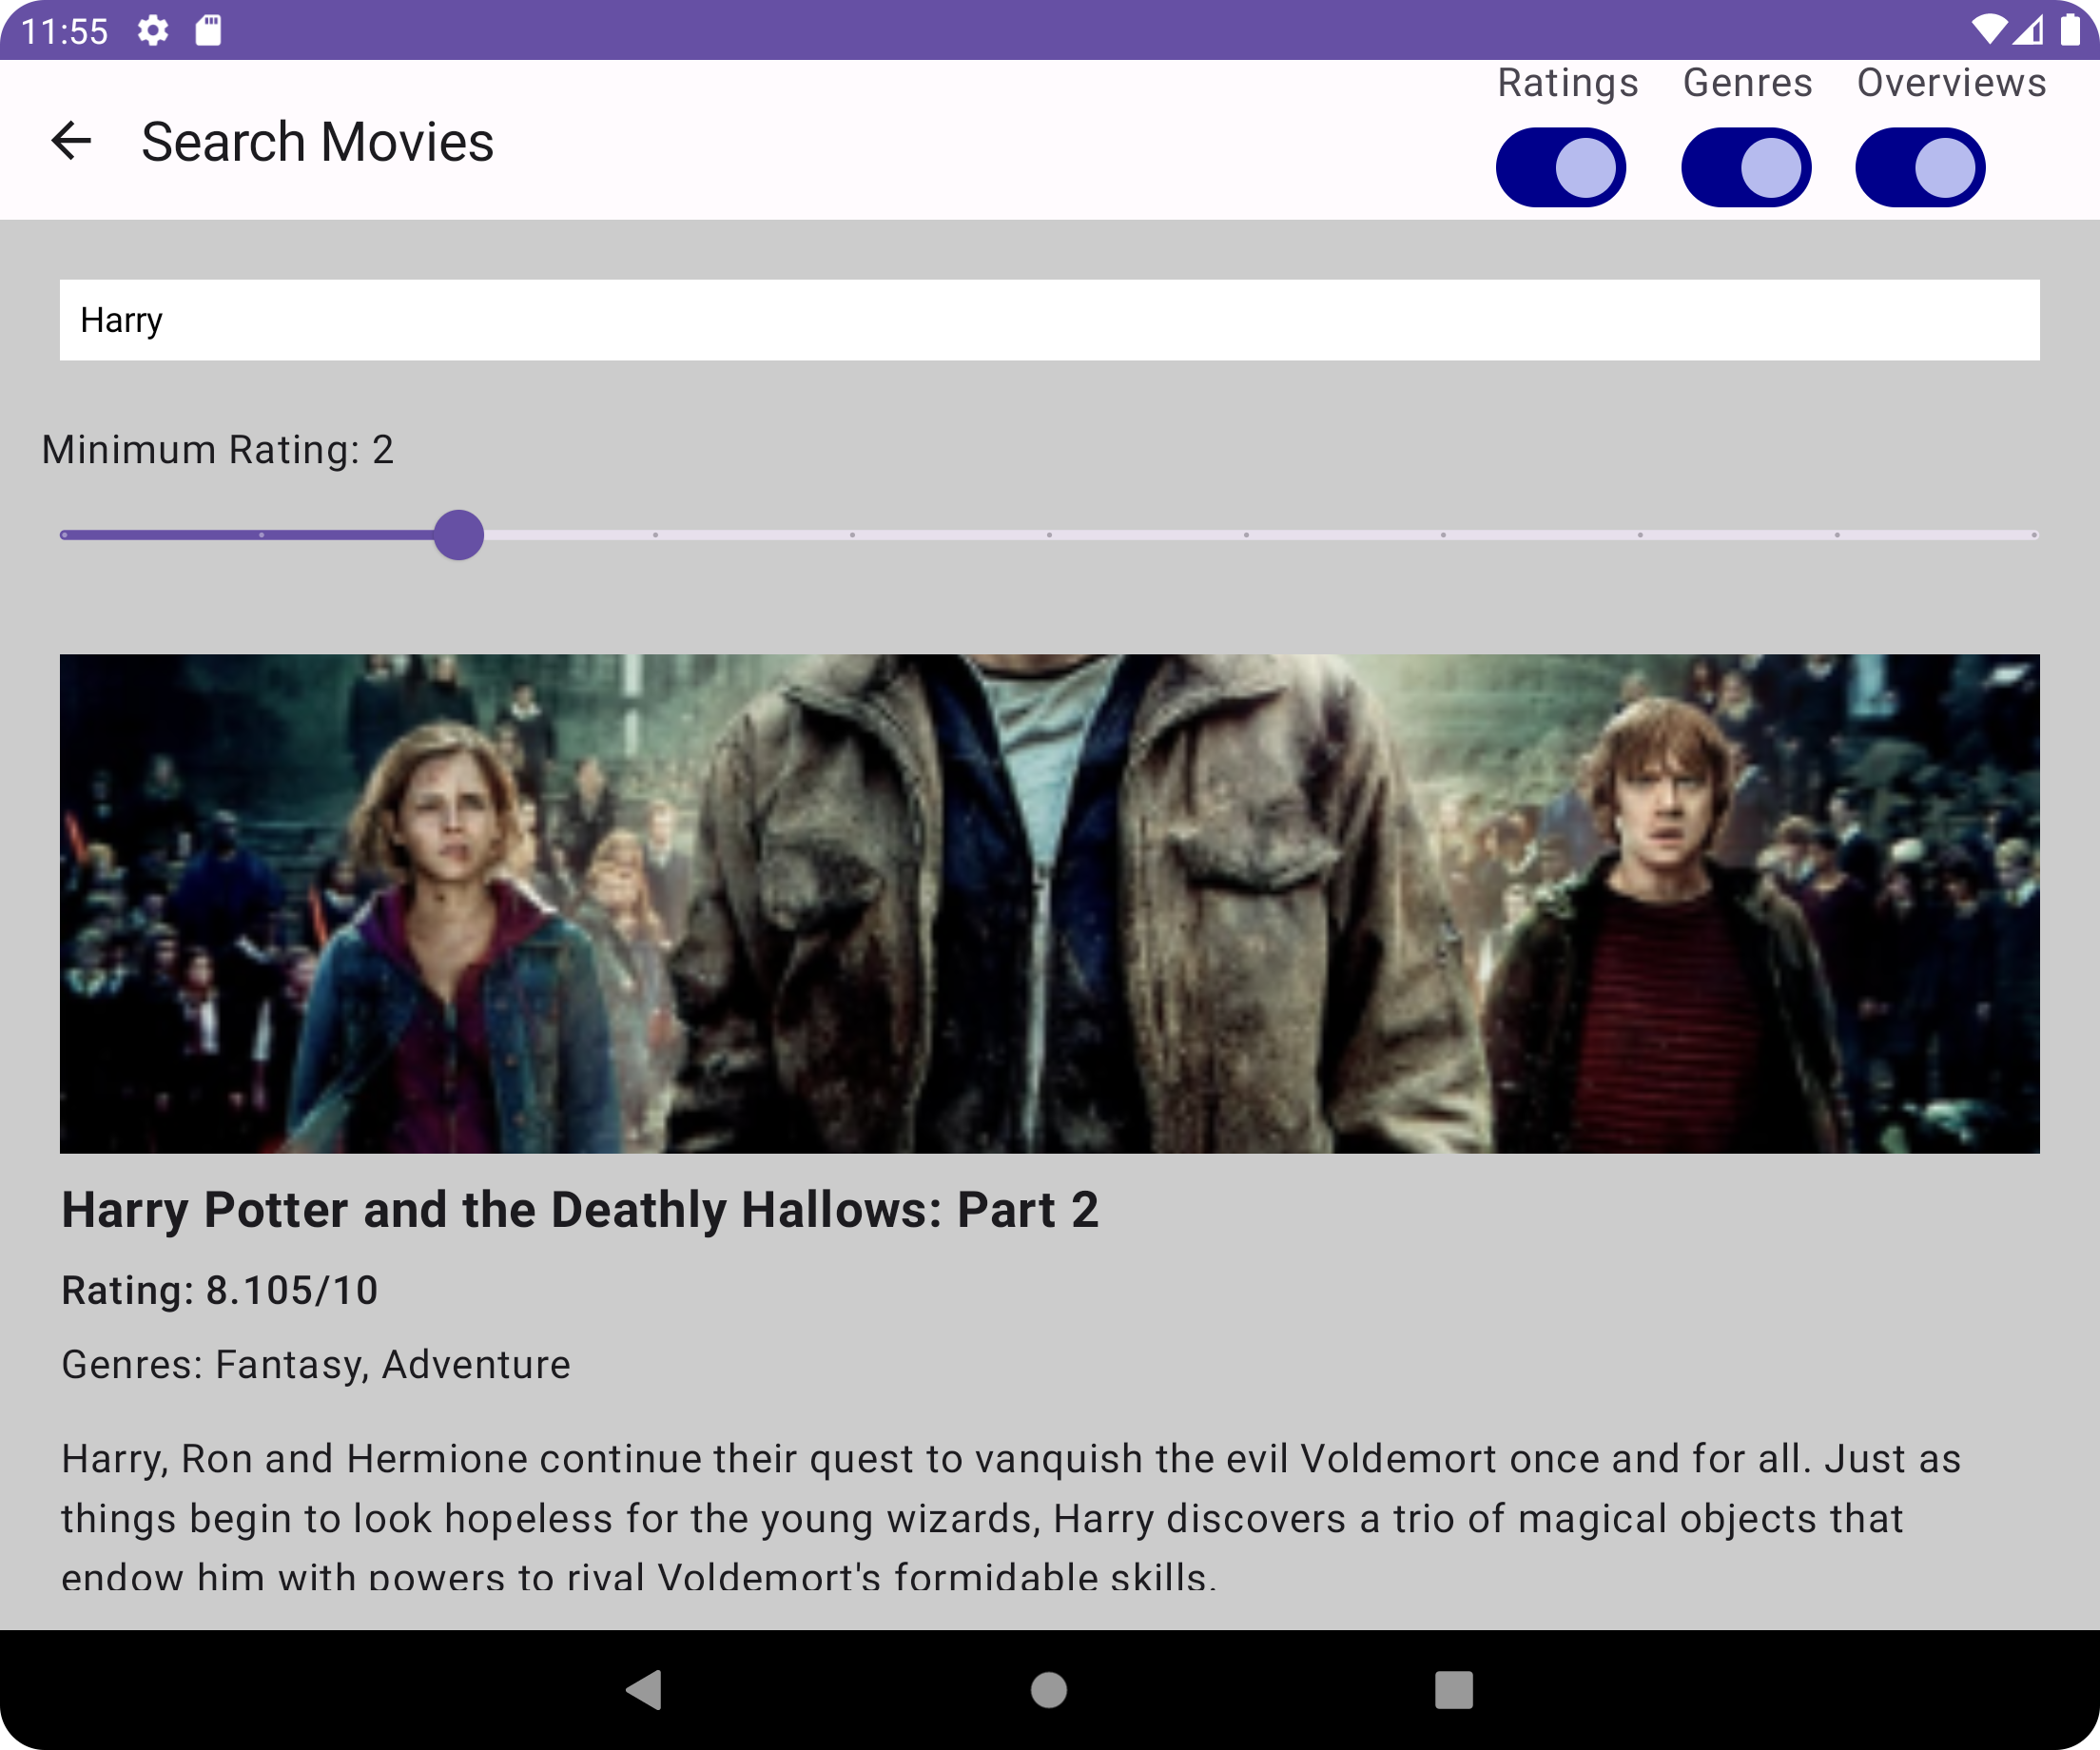 11:55
Search Movies
Ratings Genres Overviews
Harry
Minimum Rating: 2
Harry Potter and the Deathly Hallows: Part 2
Rating: 8.105/10
Genres: Fantasy, Adventure
Harry, Ron and Hermione continue their quest to vanquish the evil Voldemort once and for all. Just as
things begin to look hopeless for the young wizards, Harry discovers a trio of magical objects that
endow him with powers to rival Voldemort's formidable skills.